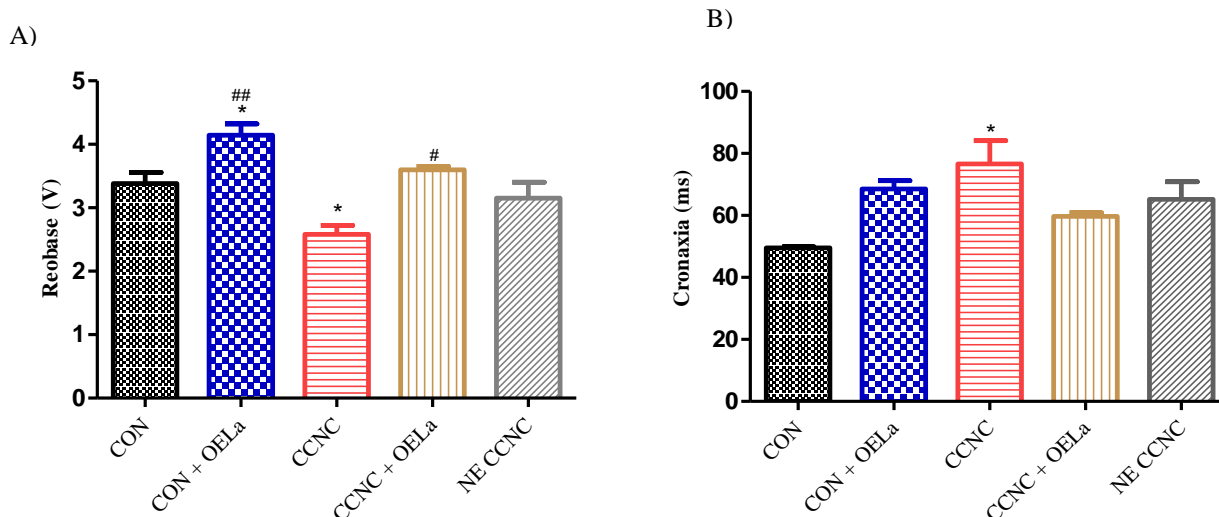 A)
Reobase (V)
5
4
3
2
1
0
##
*
*
#
CON
CON + OELa
CCNC
CCNC + OELa
NE CCNC
B)
Cronaxia (ms)
100
80
60
40
20
0
*
CON
CON + OELa
CCNC
CCNC + OELa
NE CCNC